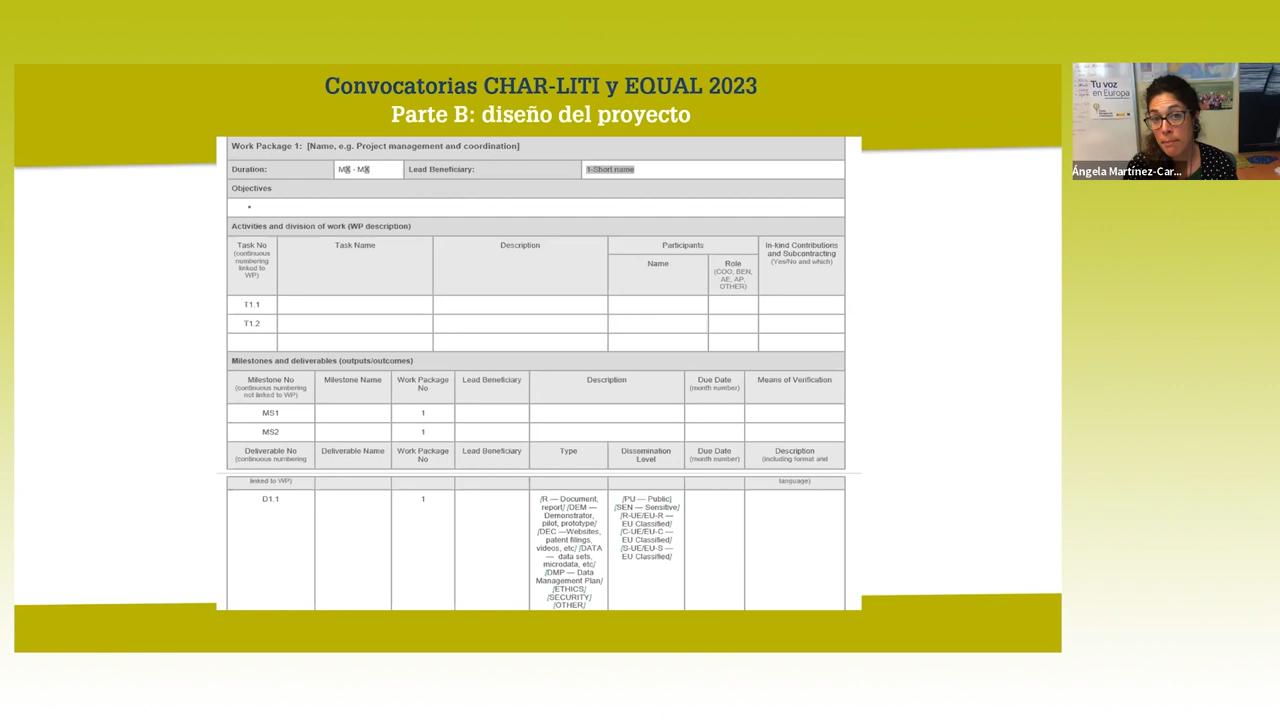 Convocatorias CHAR-LITI y EQUAL 2023
Parte B: diseño del proyecto
Tu voz
en Europa
Ángela Martínez-Car...
Work Package 1: [Name, e.g. Project management and coordination]
Duration: MX - MX Lead Beneficiary: 1-Short name
Objectives
•
Activities and division of work (WP description)
Task No
(continuous
numbering
linked to
WP)
Task Name
Description
Participants
Name
Role
(COO, BEN,
AE, AP,
OTHER)
In-kind Contributions
and Subcontracting
(Yes/No and which)
T1.1
T1.2
Milestones and deliverables (outputs/outcomes)
Milestone No
(continuous numbering
not linked to WP)
Milestone Name
Work Package
No
Lead Beneficiary
Description
Due Date
(month number)
Means of Verification
MS1 1
MS2 1
Deliverable No
(continuous numbering
linked to WP)
Deliverable Name
Work Package
No
Lead Beneficiary
Type
Dissemination
Level
Due Date
(month number)
Description
(including format and
language)
D1.1
1
[R — Document,
report] [DEM —
Demonstrator,
pilot, prototype]
[DEC —Websites,
patent filings,
videos, etc] [DATA
— data sets,
microdata, etc]
[DMP — Data
Management Plan]
[ETHICS]
[SECURITY]
[OTHER]
[PU — Public]
[SEN — Sensitive]
[R-UE/EU-R —
EU Classified]
[C-UE/EU-C —
EU Classified]
[S-UE/EU-S —
EU Classified]